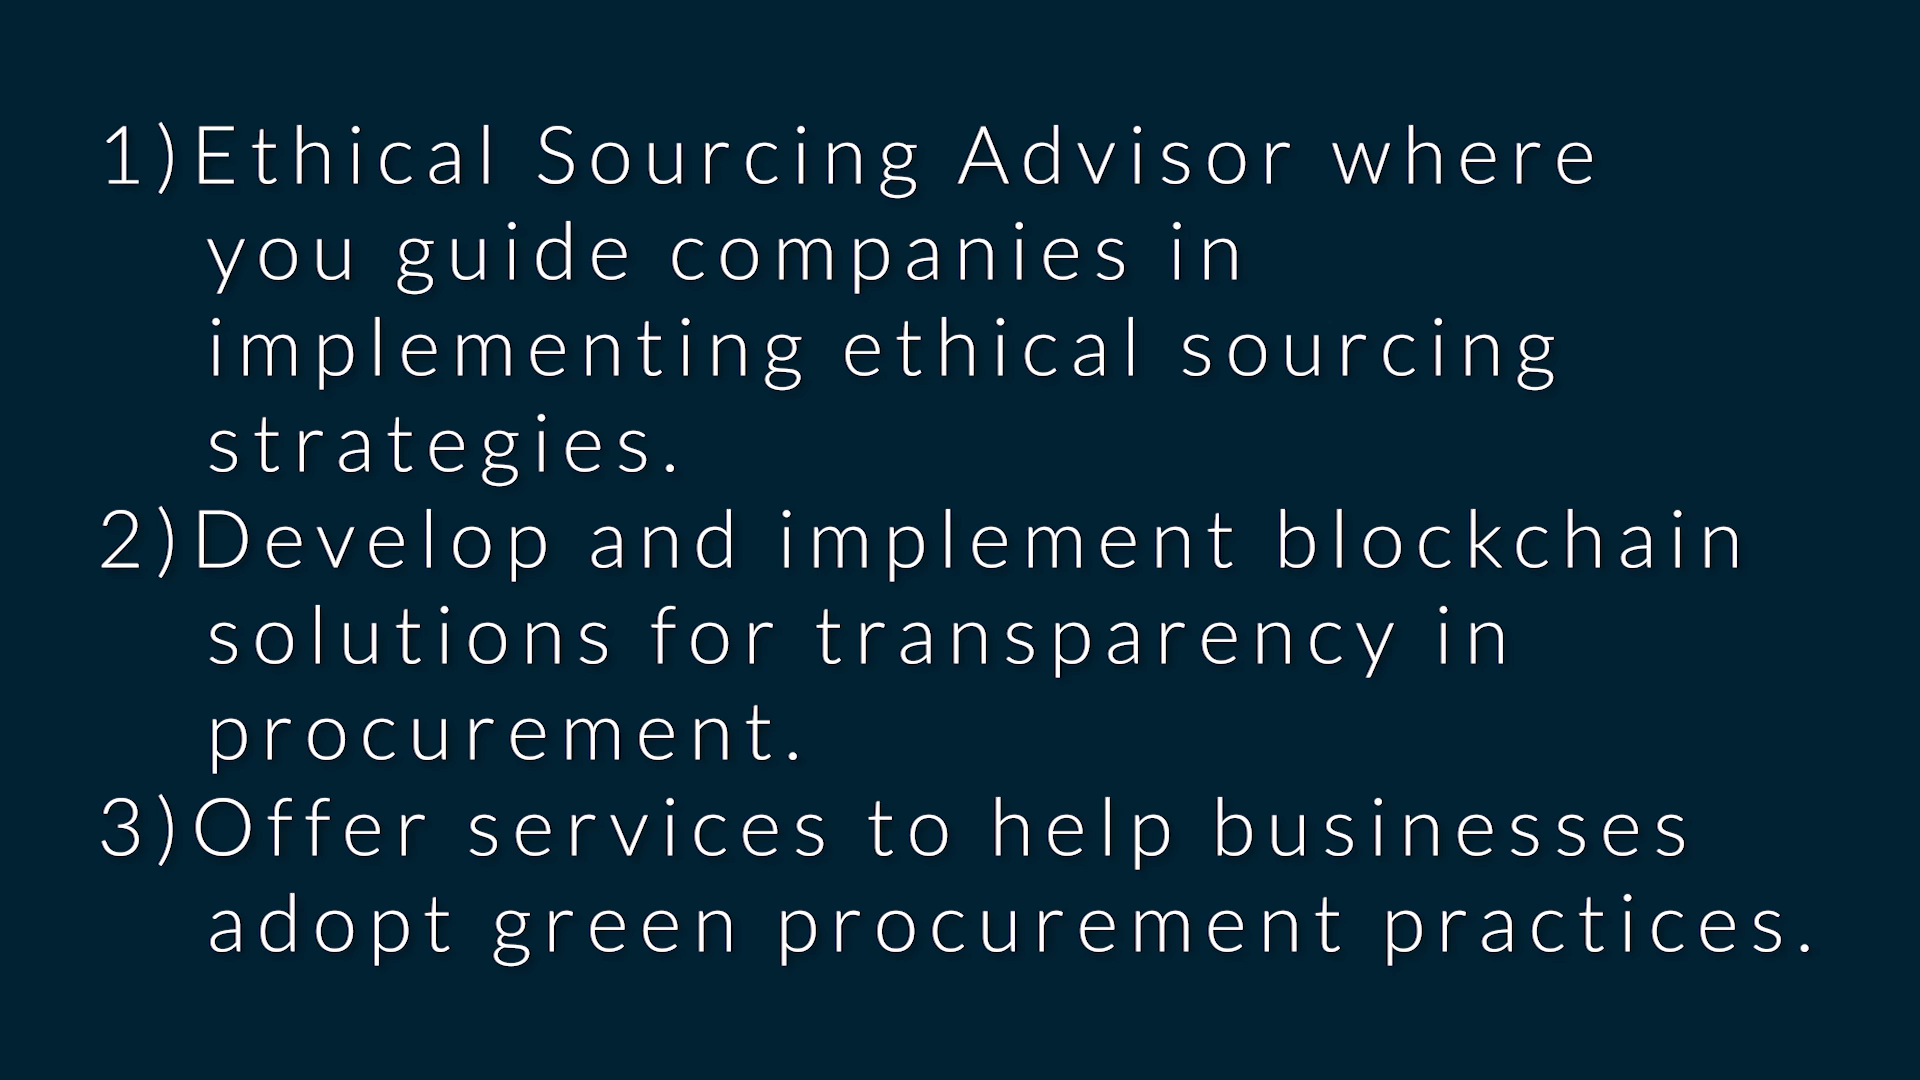 1)Ethical Sourcing Advisor where
you guide companies in
implementing ethical sourcing
strategies.
2)Develop and implement blockchain
solutions for transparency in
procurement.
3)Offer services to help businesses
adopt green procurement practices.